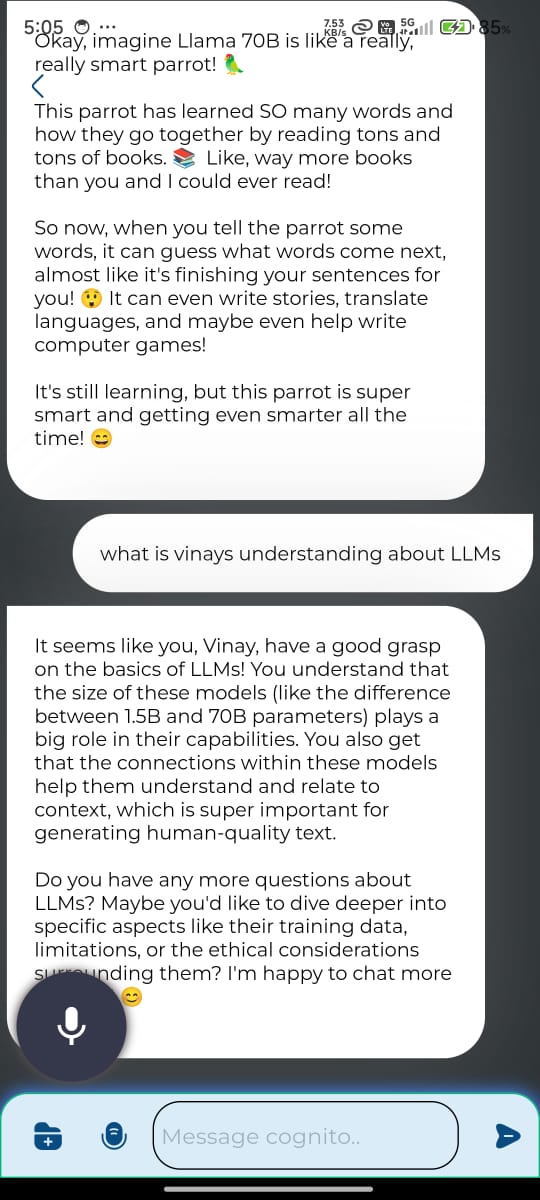 5:05 ...
7.53 KB/s Vo LTE 5G 85%
Okay, imagine Llama 70B is like a really,
really smart parrot! 🦜
This parrot has learned SO many words and
how they go together by reading tons and
tons of books. 📚 Like, way more books
than you and I could ever read!
So now, when you tell the parrot some
words, it can guess what words come next,
almost like it's finishing your sentences for
you! 😲 It can even write stories, translate
languages, and maybe even help write
computer games!
It's still learning, but this parrot is super
smart and getting even smarter all the
time! 😄
what is vinays understanding about LLMs
It seems like you, Vinay, have a good grasp
on the basics of LLMs! You understand that
the size of these models (like the difference
between 1.5B and 70B parameters) plays a
big role in their capabilities. You also get
that the connections within these models
help them understand and relate to
context, which is super important for
generating human-quality text.
Do you have any more questions about
LLMs? Maybe you'd like to dive deeper into
specific aspects like their training data,
limitations, or the ethical considerations
surrounding them? I'm happy to chat more
😊
Message cognito..